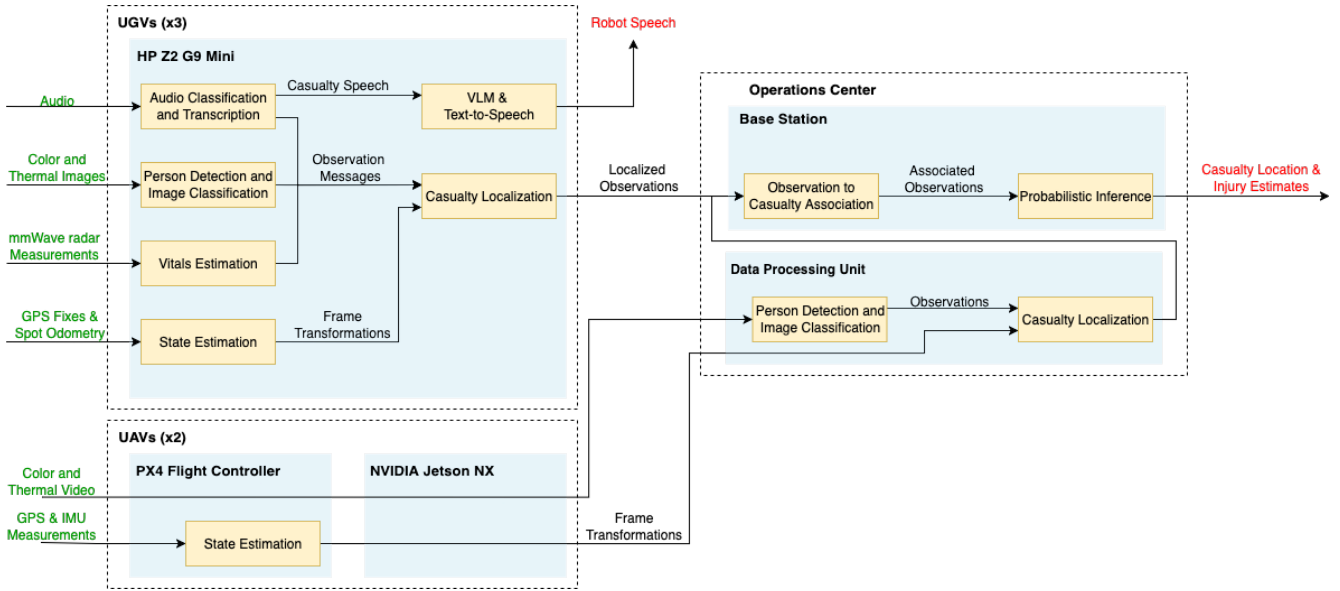 UGVs (x3)
HP Z2 G9 Mini
Audio
Audio Classification
and Transcription
Casualty Speech
VLM &
Text-to-Speech
Robot Speech
Color and
Thermal Images
Person Detection and
Image Classification
Observation
Messages
Casualty Localization
mmWave radar
Measurements
Vitals Estimation
GPS Fixes &
Spot Odometry
State Estimation
Frame
Transformations
Localized
Observations
Operations Center
Base Station
Observation to
Casualty Association
Associated
Observations
Probabilistic Inference
Casualty Location &
Injury Estimates
Data Processing Unit
Person Detection and
Image Classification
Observations
Casualty Localization
UAVs (x2)
PX4 Flight Controller
NVIDIA Jetson NX
Color and
Thermal Video
GPS & IMU
Measurements
State Estimation
Frame
Transformations